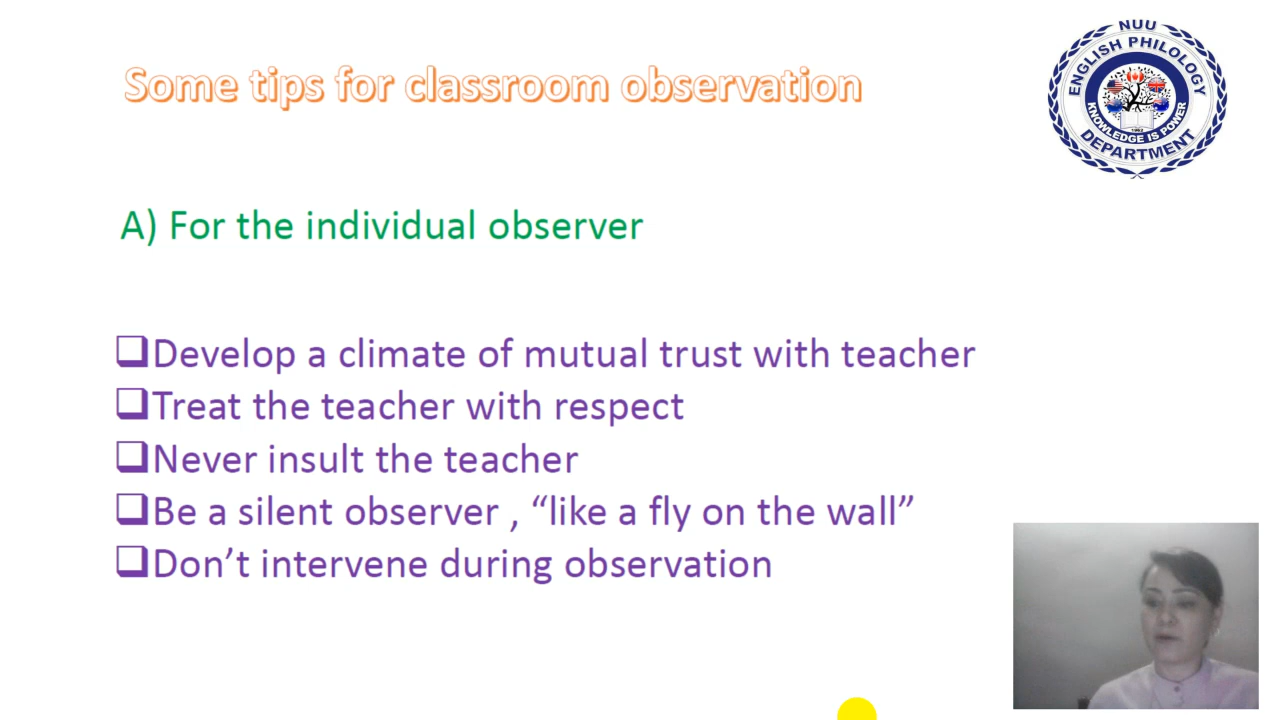 Some tips for classroom observation
NUU
ENGLISH PHILOLOGY
KNOWLEDGE IS POWER
1962
DEPARTMENT
A) For the individual observer
❑Develop a climate of mutual trust with teacher
❑Treat the teacher with respect
❑Never insult the teacher
❑Be a silent observer , “like a fly on the wall”
❑Don’t intervene during observation